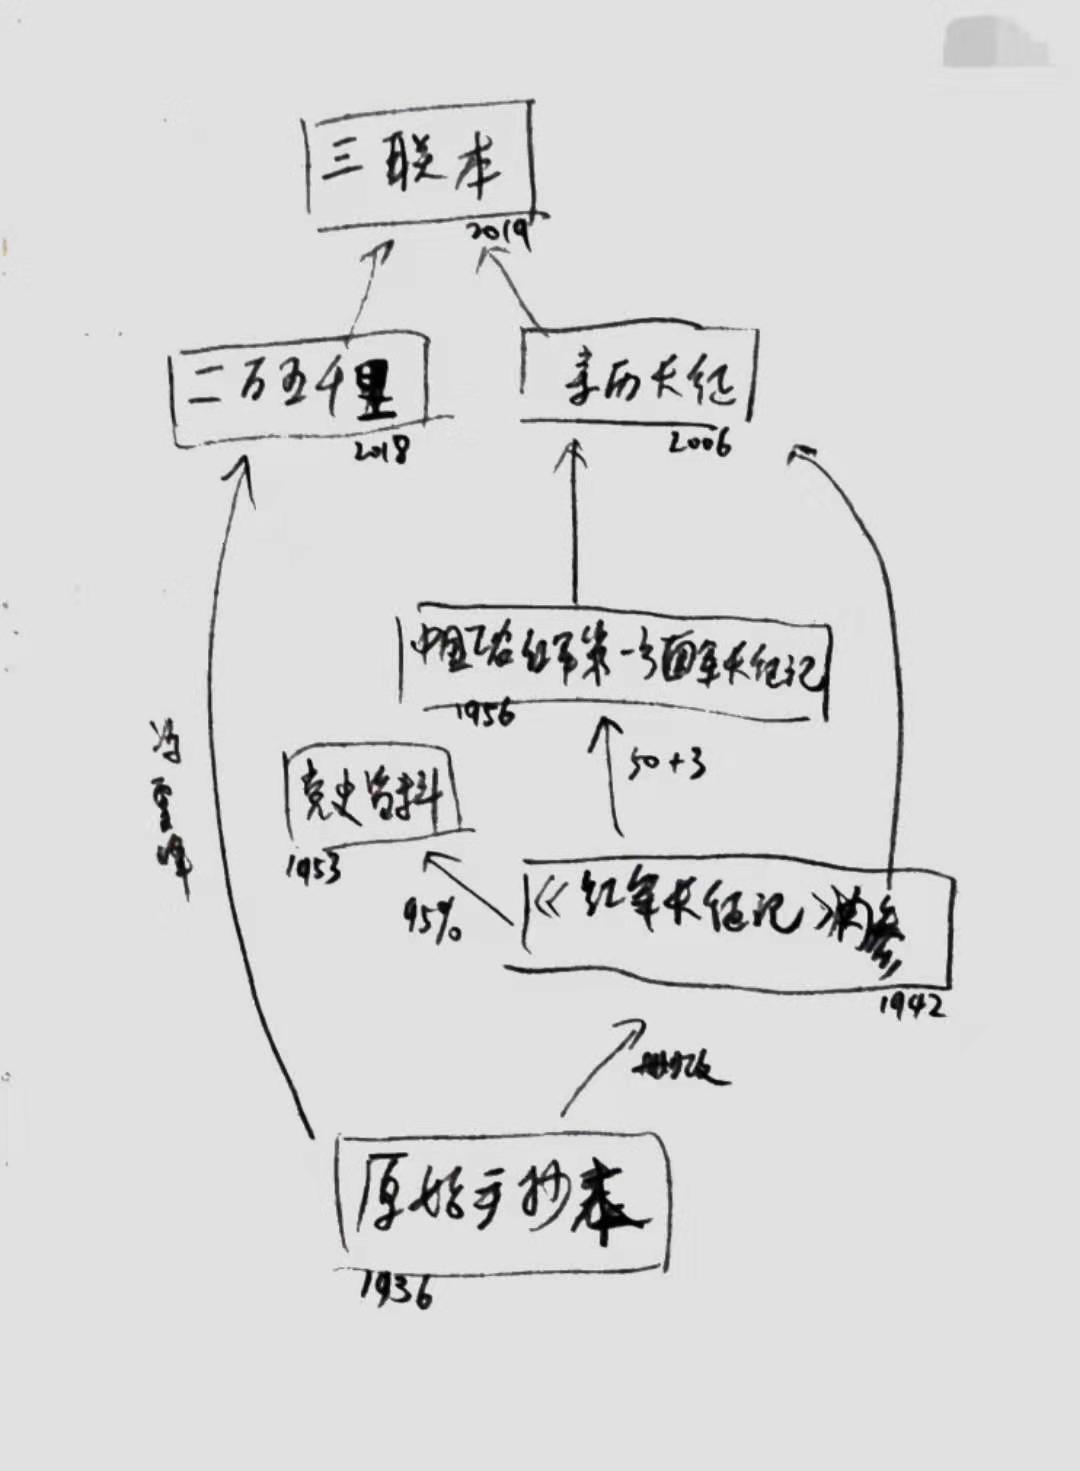 三联本
2019
二万五千里
2018
亲历长征
2006
中国工农红军第一方面军长征记
1956
50+3
冯雪峰
党史资料
1953
95%
《红军长征记》内参
1942
删改
原始手抄本
1936